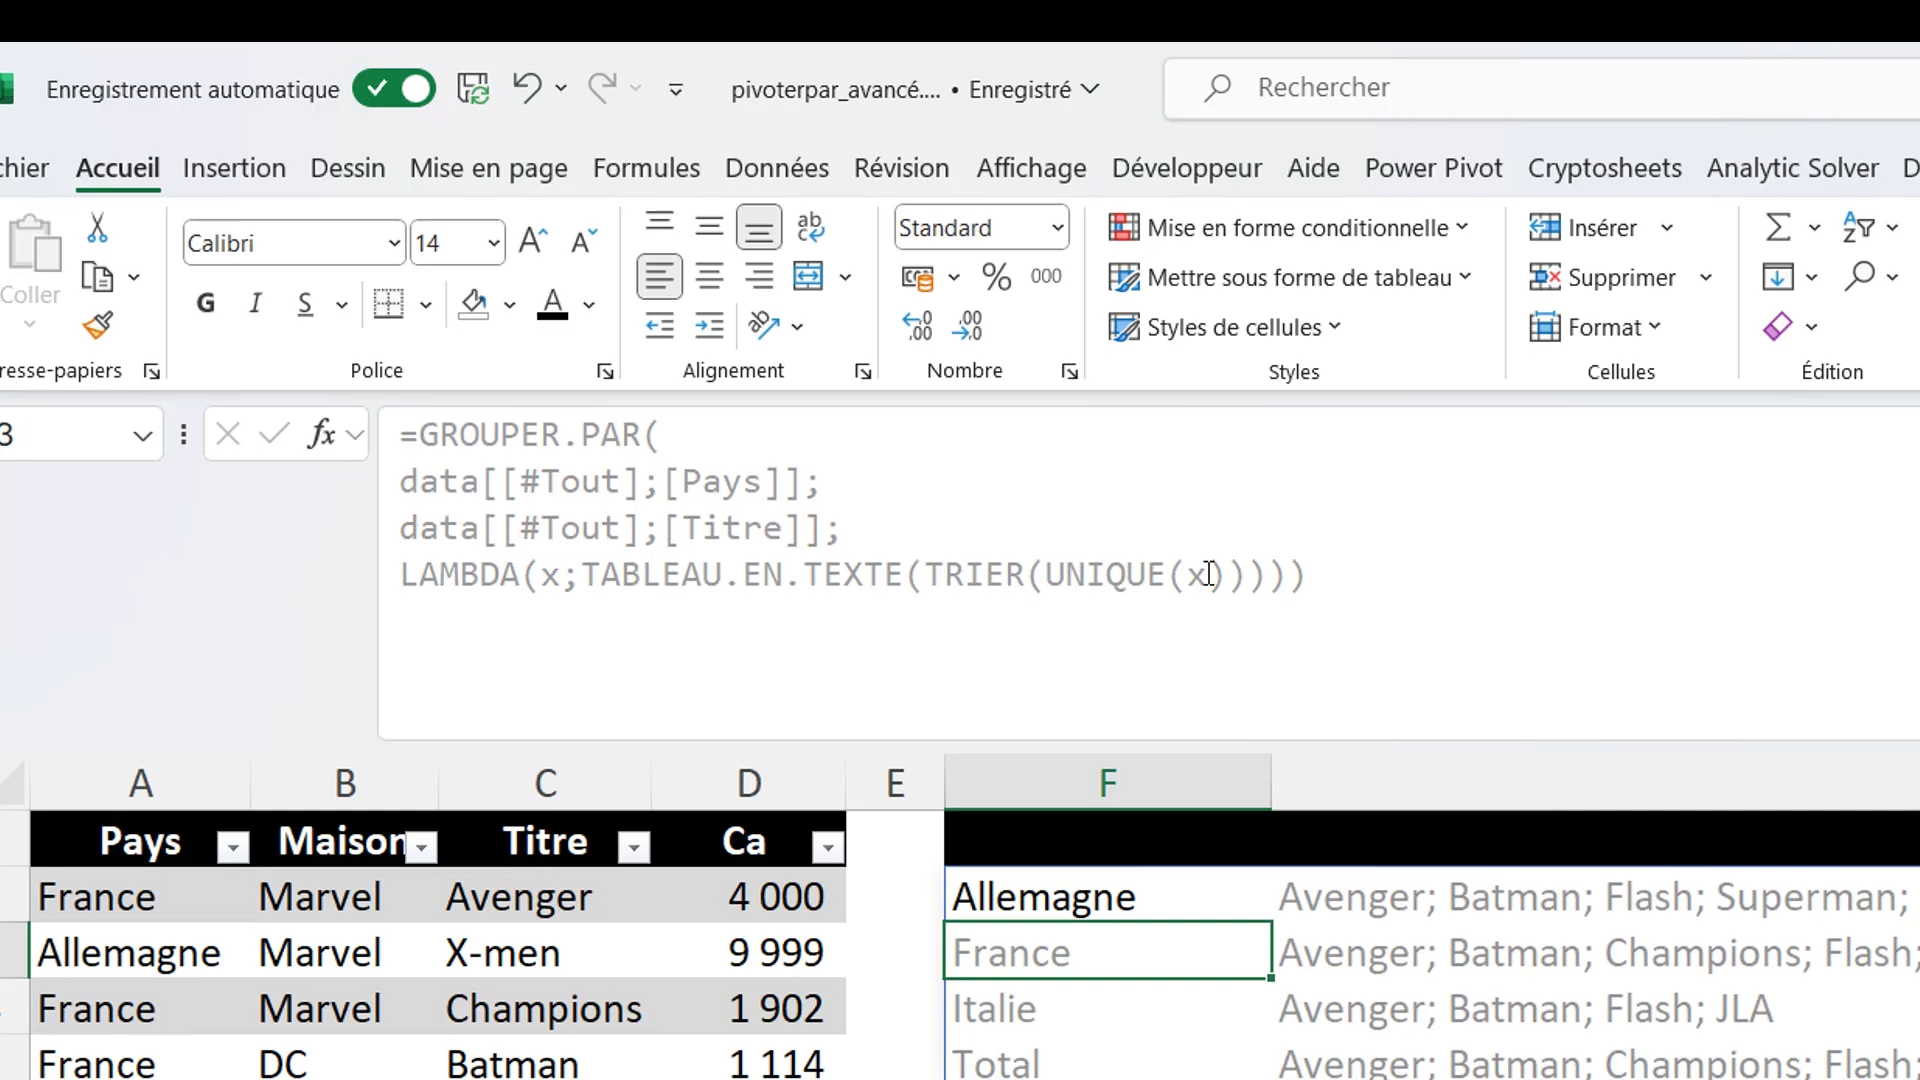 Enregistrement automatique
pivoterpar_avancé.... • Enregistré
Rechercher
chier Accueil Insertion Dessin Mise en page Formules Données Révision Affichage Développeur Aide Power Pivot Cryptosheets Analytic Solver D
Coller
Calibri 14
G I S
Standard
% 000
Mise en forme conditionnelle
Mettre sous forme de tableau
Styles de cellules
Insérer
Supprimer
Format
resse-papiers Police Alignement Nombre Styles Cellules Édition
3
fx
=GROUPER.PAR(
data[[#Tout];[Pays]];
data[[#Tout];[Titre]];
LAMBDA(x;TABLEAU.EN.TEXTE(TRIER(UNIQUE(x)))))
A B C D E F
Pays Maison Titre Ca
France Marvel Avenger 4 000 Allemagne Avenger; Batman; Flash; Superman;
Allemagne Marvel X-men 9 999 France Avenger; Batman; Champions; Flash;
France Marvel Champions 1 902 Italie Avenger; Batman; Flash; JLA
France DC Batman 1 114 Total Avenger; Batman; Champions; Flash;